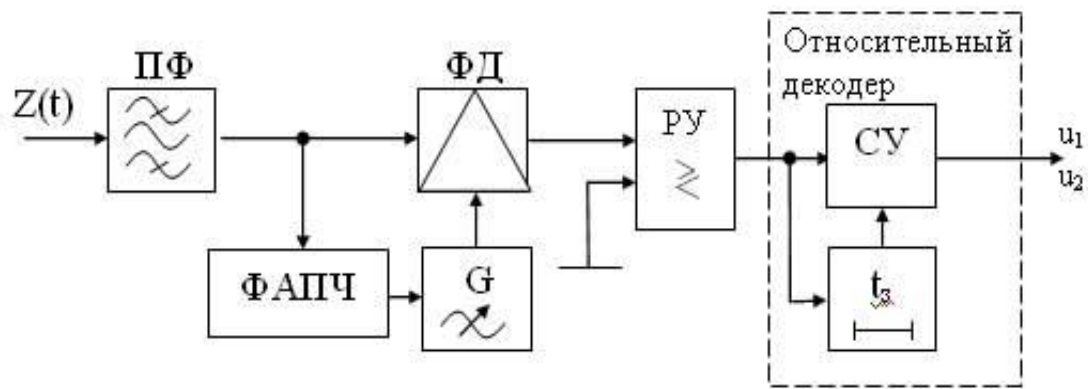 Относительный
декодер
ПФ
ФД
Z(t)
РУ
СУ
u₁
u₂
ФАПЧ
G
t₃